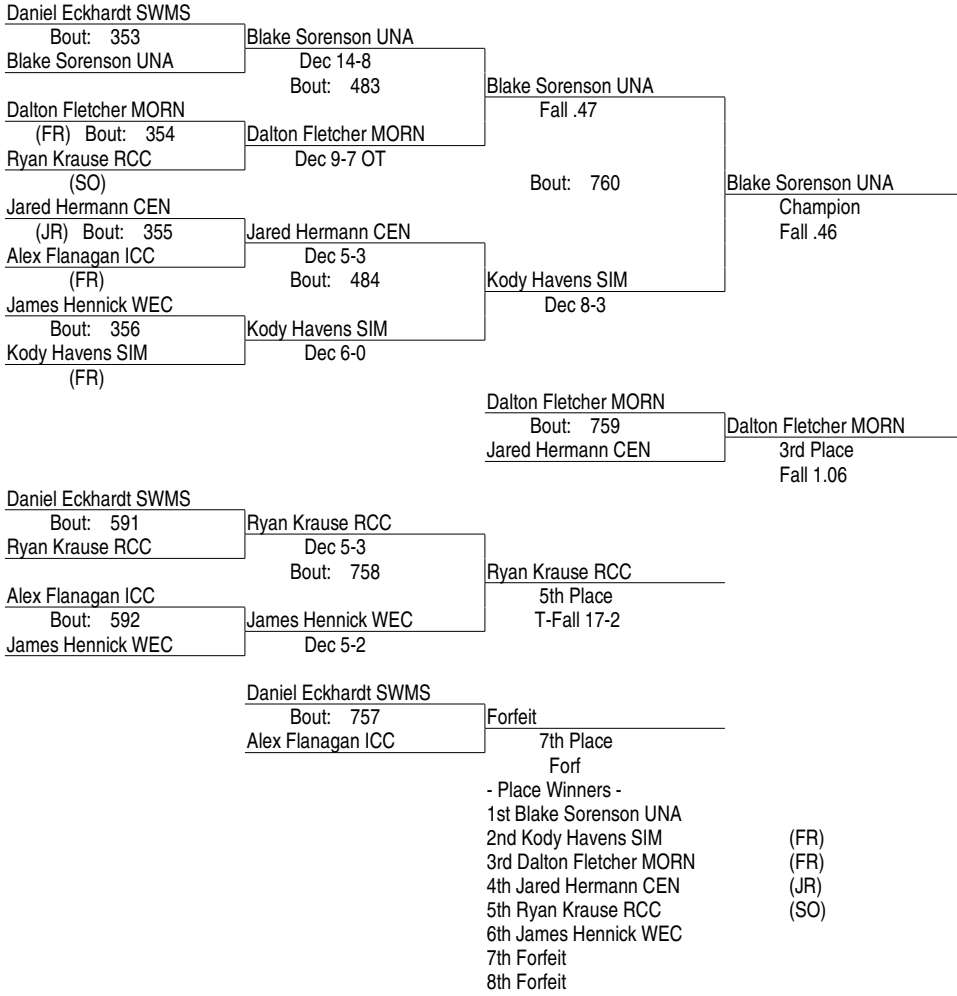 Daniel Eckhardt SWMS
Bout: 353
Blake Sorenson UNA
Blake Sorenson UNA
Dec 14-8
Bout: 483
Blake Sorenson UNA
Fall .47
Dalton Fletcher MORN
(FR) Bout: 354
Dalton Fletcher MORN
Ryan Krause RCC
Dec 9-7 OT
(SO)
Bout: 760
Blake Sorenson UNA
Champion
Fall .46
Jared Hermann CEN
(JR) Bout: 355
Jared Hermann CEN
Alex Flanagan ICC
Dec 5-3
(FR)
Bout: 484
Kody Havens SIM
Dec 8-3
James Hennick WEC
Bout: 356
Kody Havens SIM
Kody Havens SIM
Dec 6-0
(FR)
Dalton Fletcher MORN
Bout: 759
Dalton Fletcher MORN
Jared Hermann CEN
3rd Place
Fall 1.06
Daniel Eckhardt SWMS
Bout: 591
Ryan Krause RCC
Ryan Krause RCC
Dec 5-3
Bout: 758
Ryan Krause RCC
5th Place
T-Fall 17-2
Alex Flanagan ICC
Bout: 592
James Hennick WEC
James Hennick WEC
Dec 5-2
Daniel Eckhardt SWMS
Bout: 757
Forfeit
Alex Flanagan ICC
7th Place
Forf
- Place Winners -
1st Blake Sorenson UNA
2nd Kody Havens SIM (FR)
3rd Dalton Fletcher MORN (FR)
4th Jared Hermann CEN (JR)
5th Ryan Krause RCC (SO)
6th James Hennick WEC
7th Forfeit
8th Forfeit